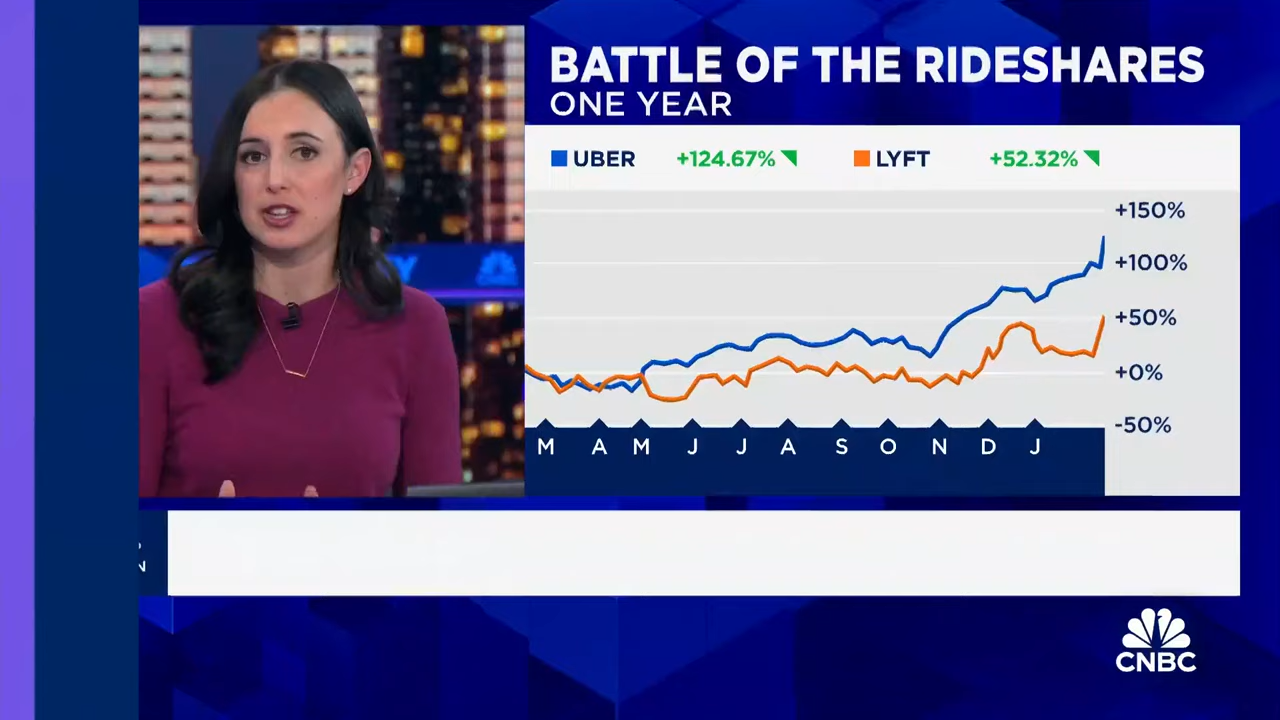 BATTLE OF THE RIDESHARES
ONE YEAR
UBER +124.67% LYFT +52.32%
+150%
+100%
+50%
+0%
-50%
M A M J J A S O N D J
Y
N
CNBC